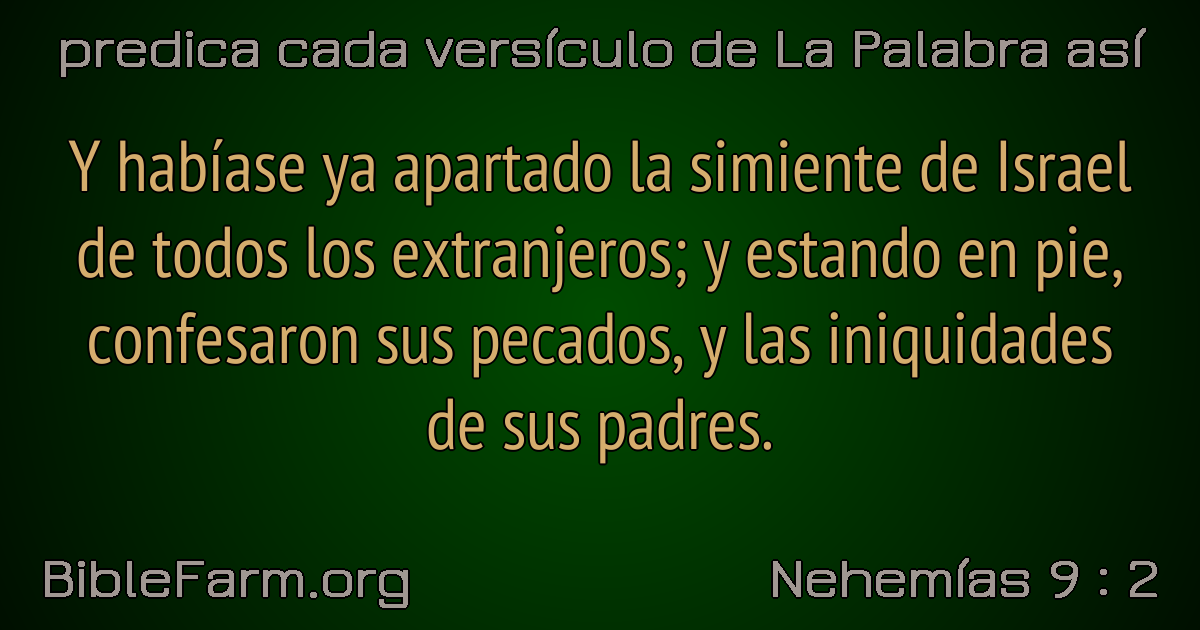 predica cada versículo de La Palabra así
Y habíase ya apartado la simiente de Israel
de todos los extranjeros; y estando en pie,
confesaron sus pecados, y las iniquidades
de sus padres.
BibleFarm.org
Nehemías 9 : 2